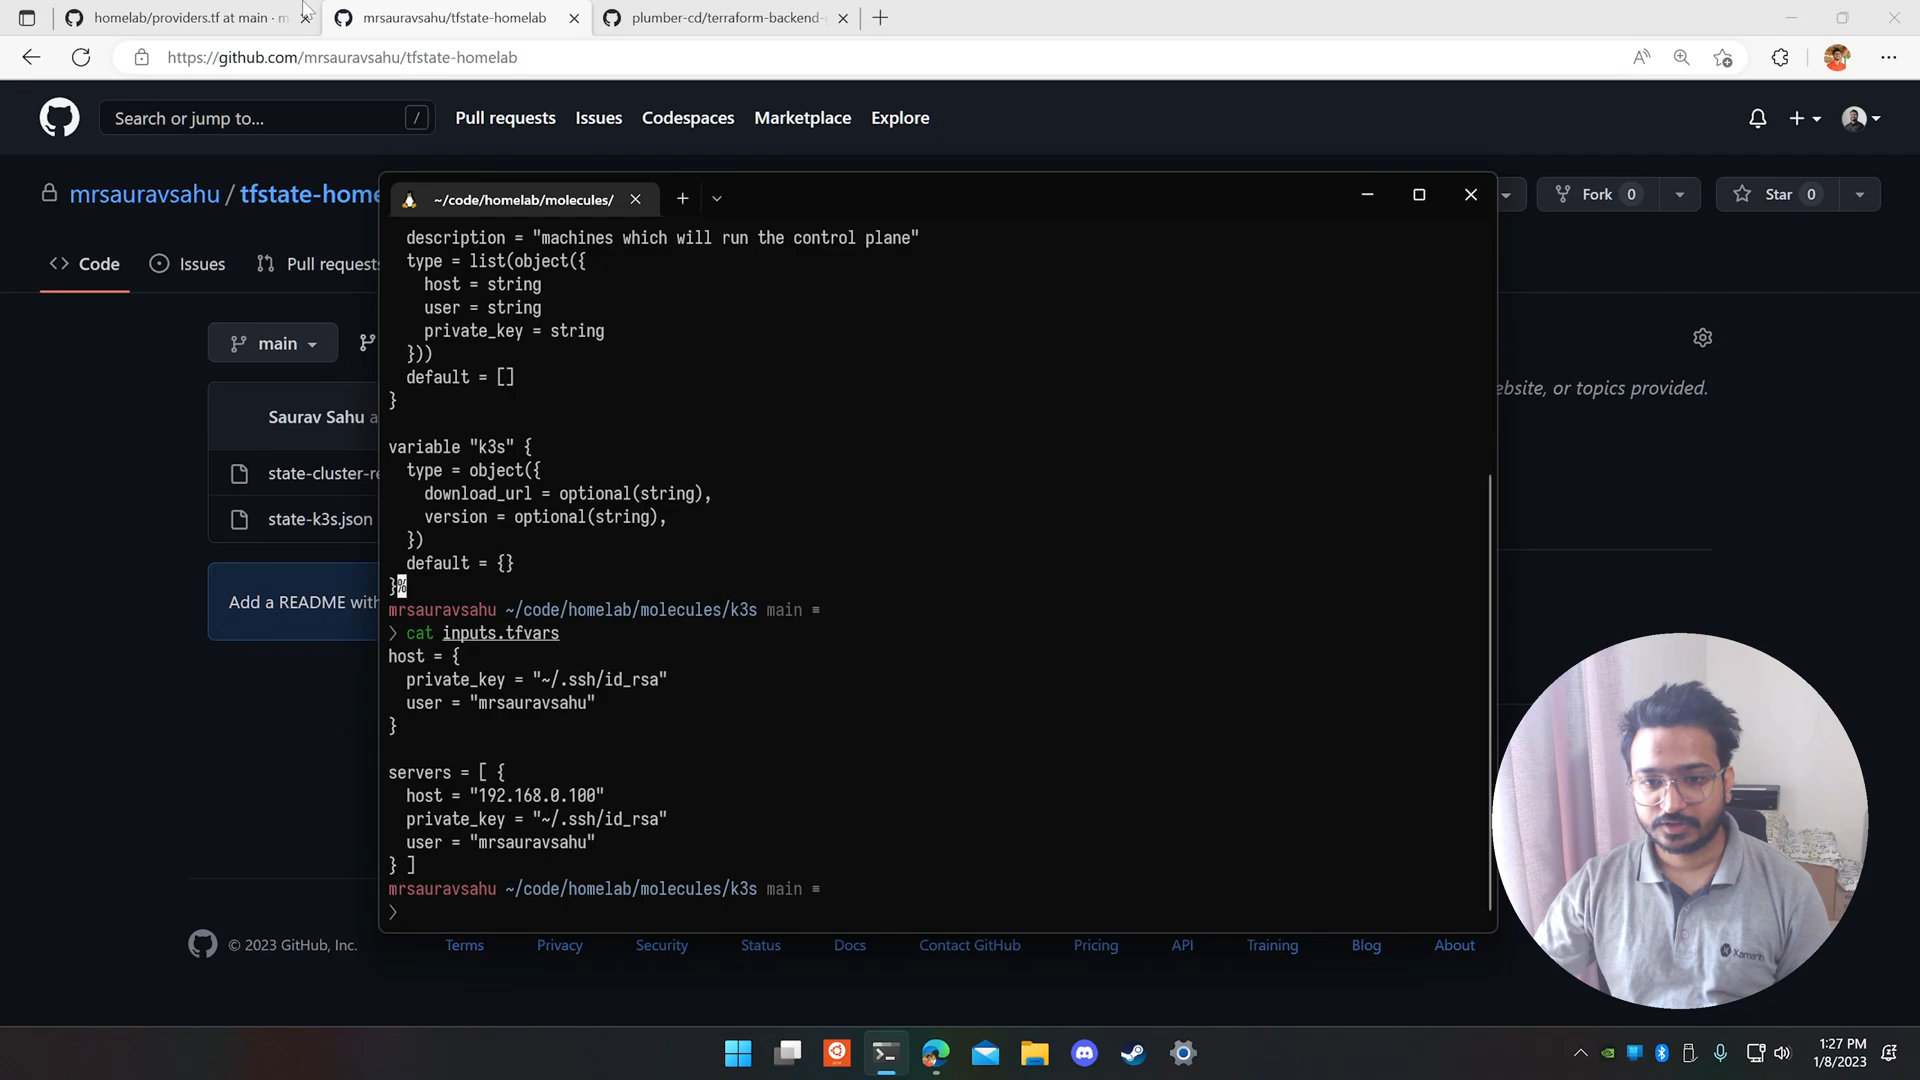 homelab/providers.tf at main · m
mrsauravsahu/tfstate-homelab
plumber-cd/terraform-backend-
https://github.com/mrsauravsahu/tfstate-homelab
Search or jump to...
/
Pull requests
Issues
Codespaces
Marketplace
Explore
mrsauravsahu / tfstate-home
Fork 0
Star 0
Code
Issues
Pull requests
main
Saurav Sahu
state-cluster-re
state-k3s.json
Add a README with
ebsite, or topics provided.
~/code/homelab/molecules/
description = "machines which will run the control plane"
type = list(object({
host = string
user = string
private_key = string
}))
default = []
}
variable "k3s" {
type = object({
download_url = optional(string),
version = optional(string),
})
default = {}
}%
mrsauravsahu ~/code/homelab/molecules/k3s main ≡
> cat inputs.tfvars
host = {
private_key = "~/.ssh/id_rsa"
user = "mrsauravsahu"
}
servers = [ {
host = "192.168.0.100"
private_key = "~/.ssh/id_rsa"
user = "mrsauravsahu"
} ]
mrsauravsahu ~/code/homelab/molecules/k3s main ≡
>
© 2023 GitHub, Inc.
Terms
Privacy
Security
Status
Docs
Contact GitHub
Pricing
API
Training
Blog
About
Xamarin
1:27 PM
1/8/2023